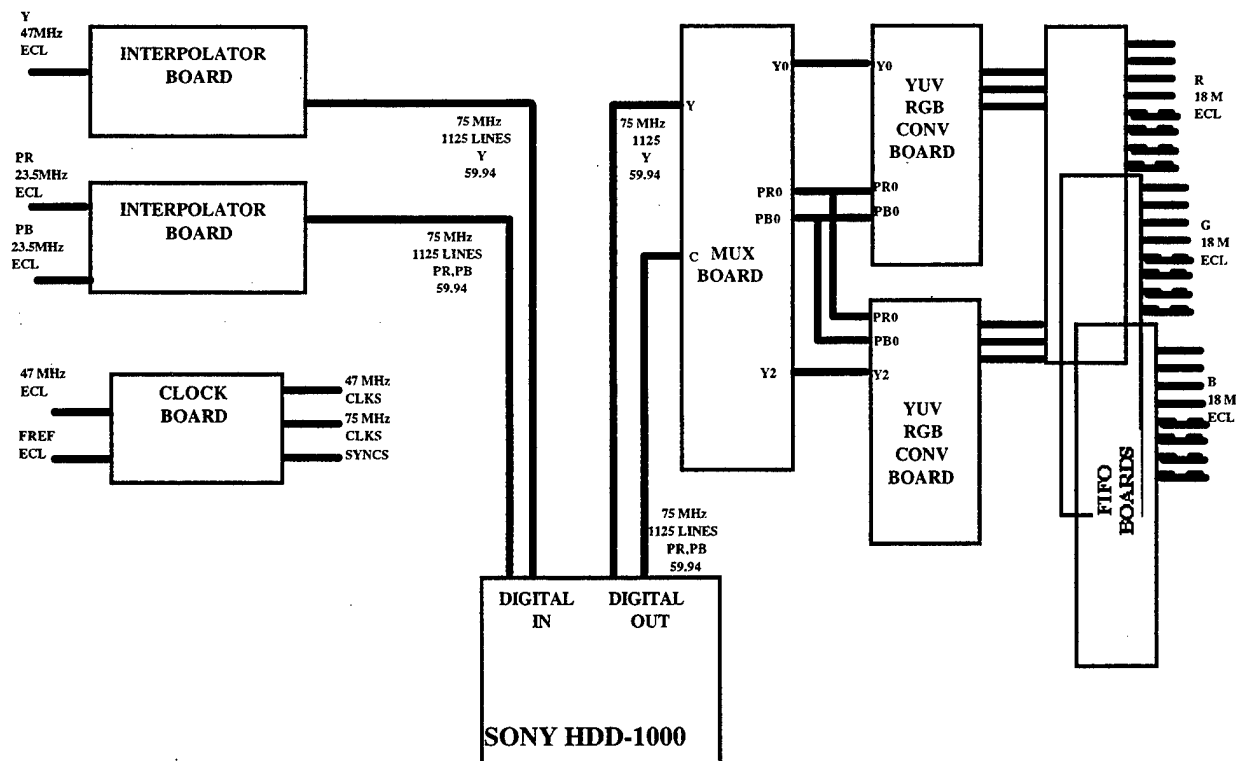 Y
47MHz
ECL
INTERPOLATOR
BOARD
75 MHz
1125 LINES
Y
59.94
PR
23.5MHz
ECL
PB
23.5MHz
ECL
INTERPOLATOR
BOARD
75 MHz
1125 LINES
PR,PB
59.94
47 MHz
ECL
FREF
ECL
CLOCK
BOARD
47 MHz
CLKS
75 MHz
CLKS
SYNCS
75 MHz
1125
Y
59.94
75 MHz
1125 LINES
PR,PB
59.94
DIGITAL
IN
DIGITAL
OUT
SONY HDD-1000
Y
C
MUX
BOARD
Y0
PR0
PB0
Y2
Y0
PR0
PB0
YUV
RGB
CONV
BOARD
PR0
PB0
Y2
YUV
RGB
CONV
BOARD
FIFO
BOARDS
R
18 M
ECL
G
18 M
ECL
B
18 M
ECL